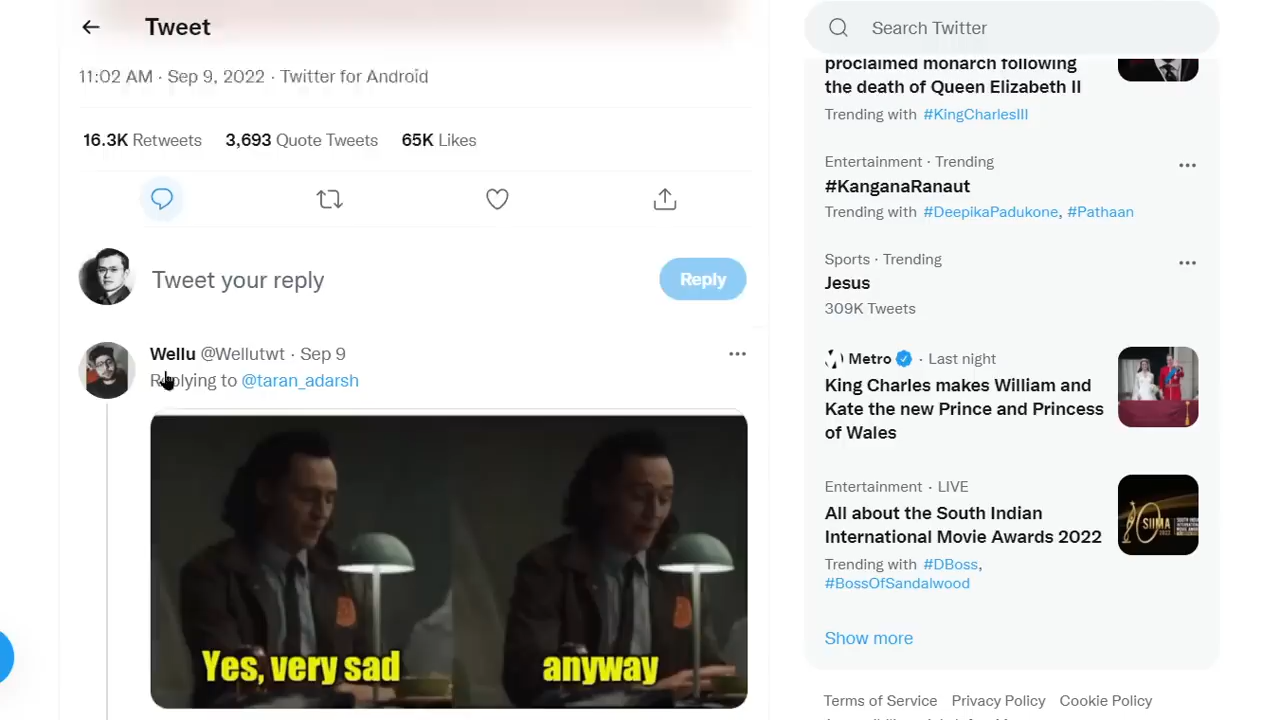 Tweet
11:02 AM · Sep 9, 2022 · Twitter for Android
16.3K Retweets 3,693 Quote Tweets 65K Likes
Tweet your reply
Reply
Wellu @Wellutwt · Sep 9
Replying to @taran_adarsh
Yes, very sad
anyway
Search Twitter
proclaimed monarch following
the death of Queen Elizabeth II
Trending with #KingCharlesIII
Entertainment · Trending
#KanganaRanaut
Trending with #DeepikaPadukone, #Pathaan
Sports · Trending
Jesus
309K Tweets
Metro · Last night
King Charles makes William and
Kate the new Prince and Princess
of Wales
Entertainment · LIVE
All about the South Indian
International Movie Awards 2022
SIIMA
Trending with #DBoss,
#BossOfSandalwood
Show more
Terms of Service Privacy Policy Cookie Policy